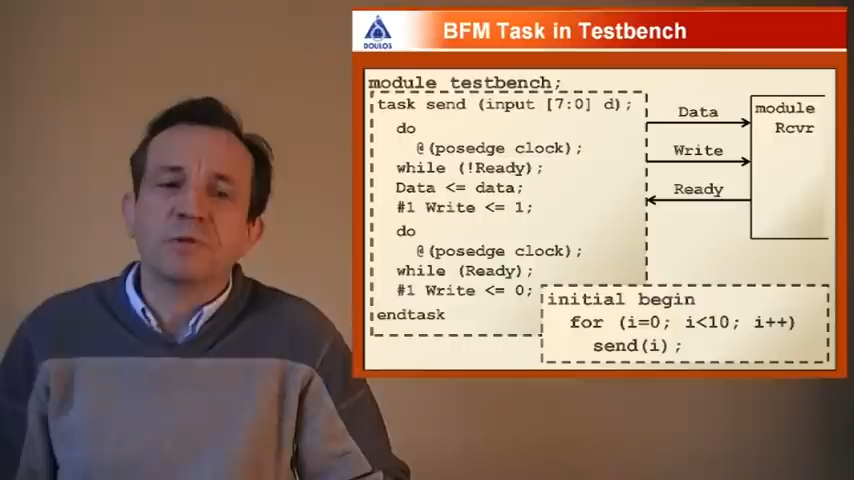 DOULOS
BFM Task in Testbench
module testbench;
task send (input [7:0] d);
do
@(posedge clock);
while (!Ready);
Data <= data;
#1 Write <= 1;
do
@(posedge clock);
while (Ready);
#1 Write <= 0;
endtask
Data
Write
Ready
module
Rcvr
initial begin
for (i=0; i<10; i++)
send(i);